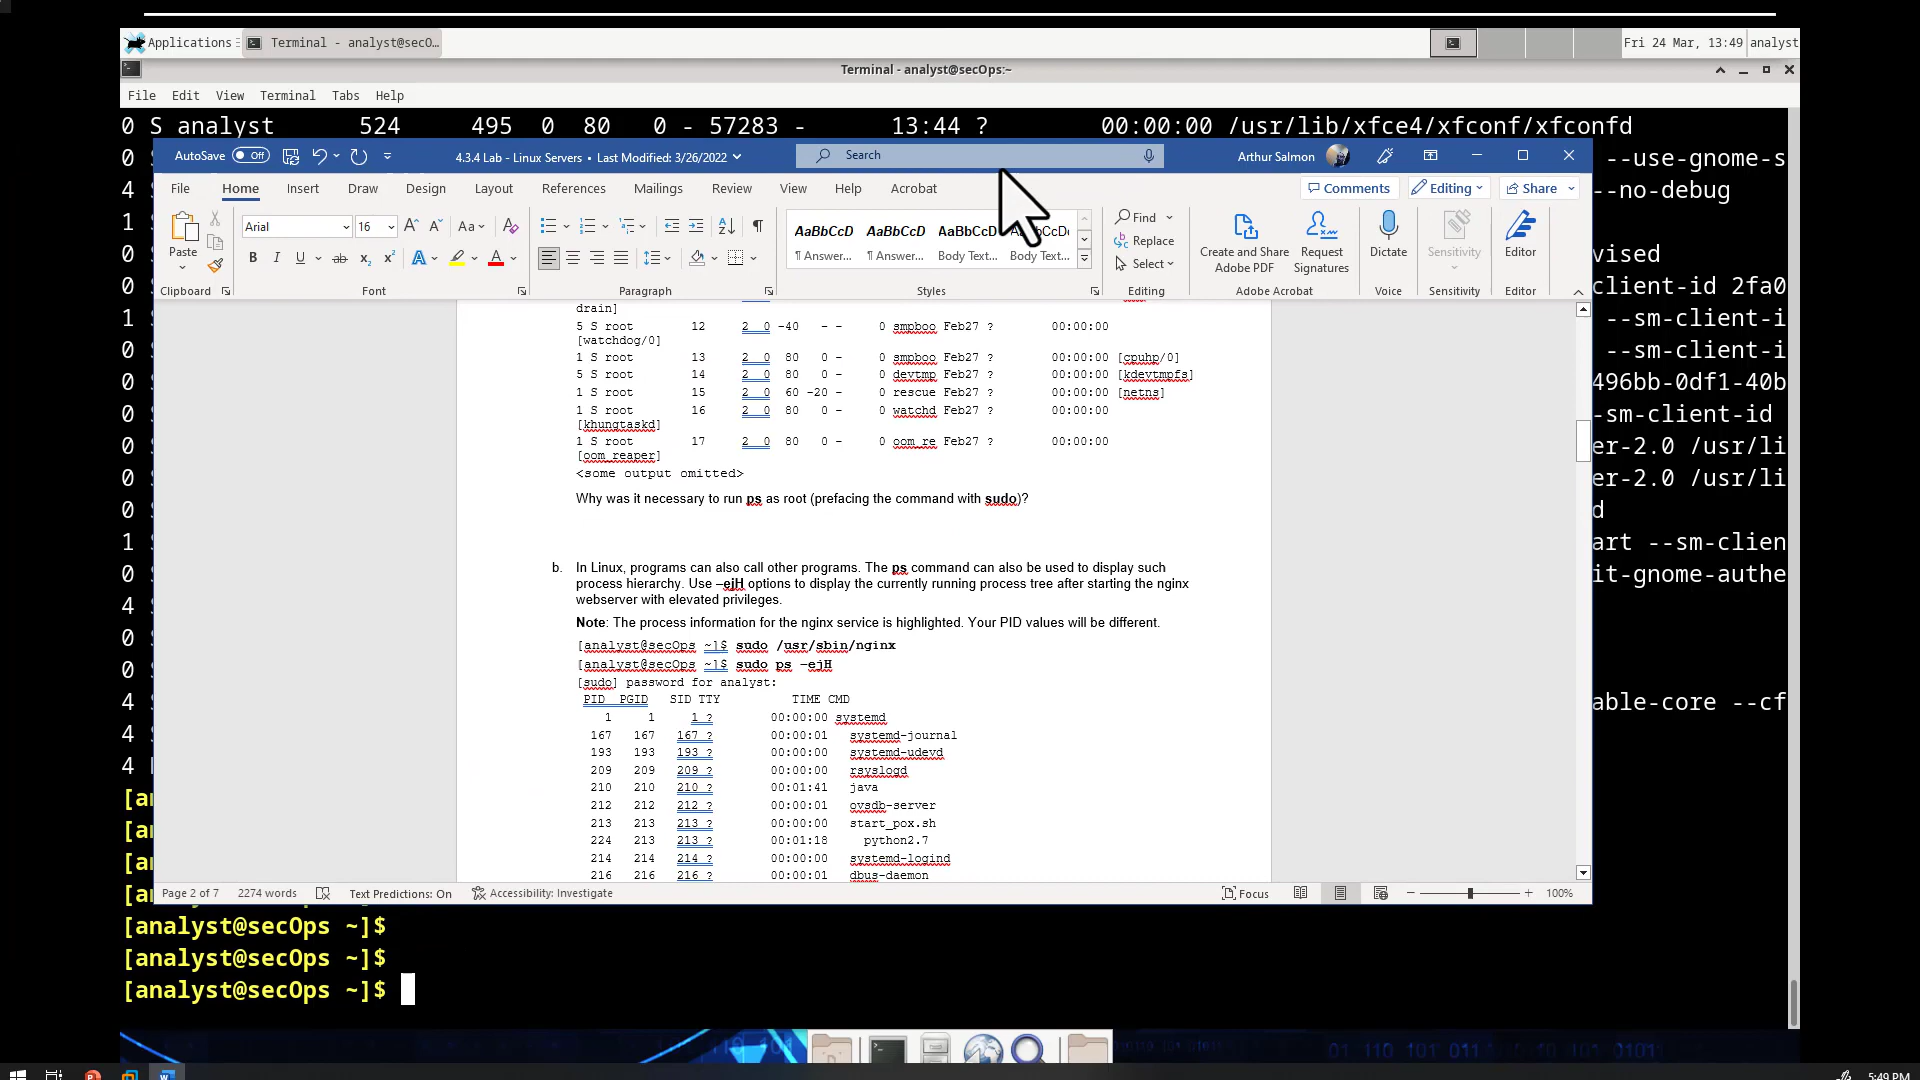 Applications
Terminal - analyst@secO...
Fri 24 Mar, 13:49
analyst
Terminal - analyst@secOps:~
File Edit View Terminal Tabs Help
0 S analyst 524 495 0 80 0 - 57283 - 13:44 ? 00:00:00 /usr/lib/xfce4/xfconf/xfconfd
AutoSave Off
4.3.4 Lab - Linux Servers • Last Modified: 3/26/2022
Search
Arthur Salmon
File Home Insert Draw Design Layout References Mailings Review View Help Acrobat
Comments Editing Share
Paste
Arial 16
AaBbCcD AaBbCcD AaBbCcD AaBbCcD
¶ Answer... ¶ Answer... Body Text... Body Text...
Find
Replace
Select
Create and Share Adobe PDF
Request Signatures
Dictate
Sensitivity
Editor
Clipboard Font Paragraph Styles Editing Adobe Acrobat Voice Sensitivity Editor
drain]
5 S root 12 2 0 -40 - - 0 smpboo Feb27 ? 00:00:00
[watchdog/0]
1 S root 13 2 0 80 0 - 0 smpboo Feb27 ? 00:00:00 [cpuhp/0]
5 S root 14 2 0 80 0 - 0 devtmp Feb27 ? 00:00:00 [kdevtmpfs]
1 S root 15 2 0 60 -20 - 0 rescue Feb27 ? 00:00:00 [netns]
1 S root 16 2 0 80 0 - 0 watchd Feb27 ? 00:00:00
[khungtaskd]
1 S root 17 2 0 80 0 - 0 oom_re Feb27 ? 00:00:00
[oom_reaper]
<some output omitted>
Why was it necessary to run ps as root (prefacing the command with sudo)?
b. In Linux, programs can also call other programs. The ps command can also be used to display such
process hierarchy. Use –ejH options to display the currently running process tree after starting the nginx
webserver with elevated privileges.
Note: The process information for the nginx service is highlighted. Your PID values will be different.
[analyst@secOps ~]$ sudo /usr/sbin/nginx
[analyst@secOps ~]$ sudo ps –ejH
[sudo] password for analyst:
PID PGID SID TTY TIME CMD
1 1 1 ? 00:00:00 systemd
167 167 167 ? 00:00:01 systemd-journal
193 193 193 ? 00:00:00 systemd-udevd
209 209 209 ? 00:00:00 rsyslogd
210 210 210 ? 00:01:41 java
212 212 212 ? 00:00:01 ovsdb-server
213 213 213 ? 00:00:00 start_pox.sh
224 213 213 ? 00:01:18 python2.7
214 214 214 ? 00:00:00 systemd-logind
216 216 216 ? 00:00:01 dbus-daemon
--use-gnome-s
--no-debug
vised
client-id 2fa0
--sm-client-i
--sm-client-i
496bb-0df1-40b
-sm-client-id
er-2.0 /usr/li
er-2.0 /usr/li
d
art --sm-clien
it-gnome-authe
able-core --cf
Page 2 of 7 2274 words Text Predictions: On Accessibility: Investigate Focus 100%
[analyst@secOps ~]$
[analyst@secOps ~]$
[analyst@secOps ~]$
5:49 PM